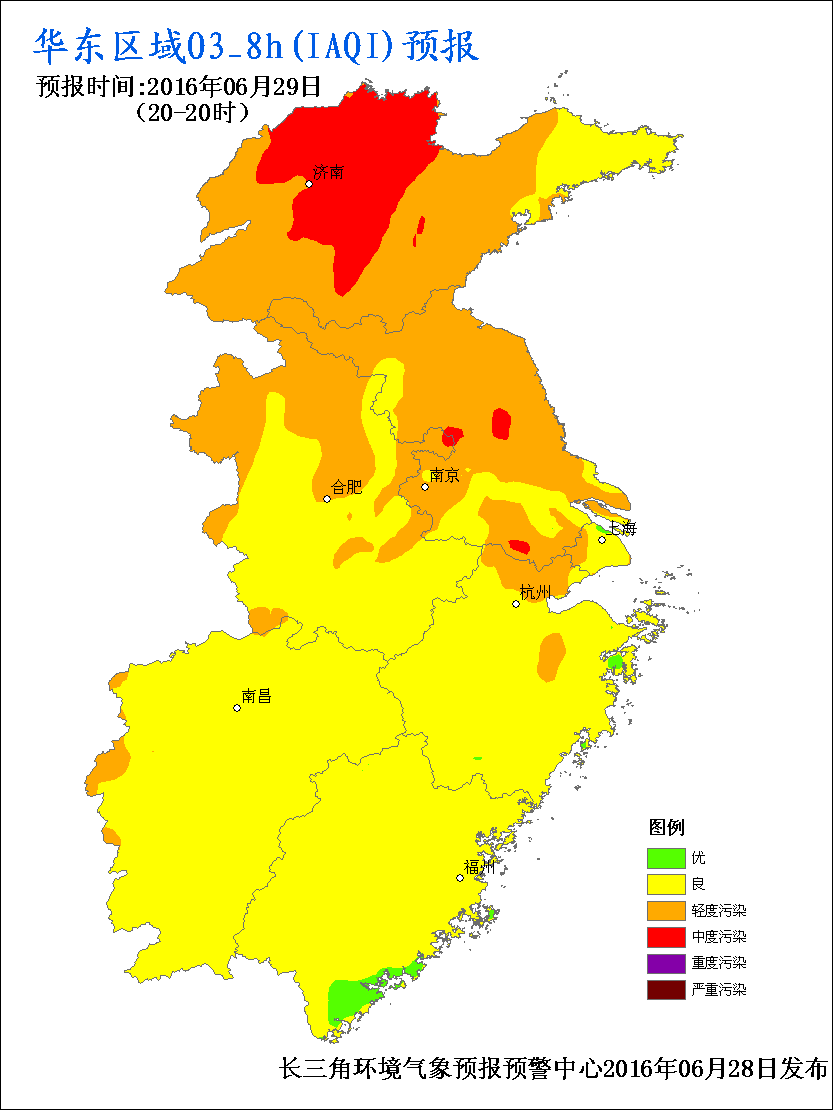 华东区域O3_8h(IAQI)预报
预报时间:2016年06月29日
(20-20时)
济南
南京
合肥
上海
杭州
南昌
福州
图例
优
良
轻度污染
中度污染
重度污染
严重污染
长三角环境气象预报预警中心2016年06月28日发布